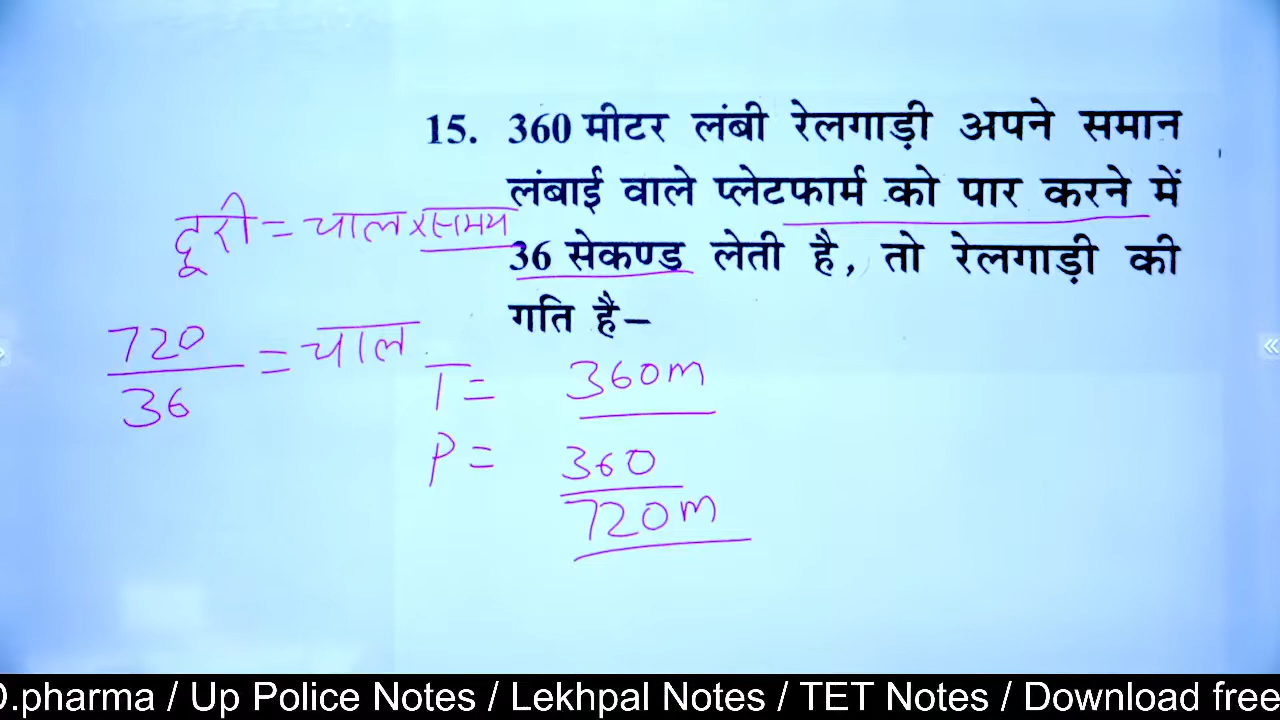 15. 360 मीटर लंबी रेलगाड़ी अपने समान
लंबाई वाले प्लेटफार्म को पार करने में
36 सेकण्ड लेती है, तो रेलगाड़ी की
गति है–
दूरी = चाल × समय
720
36
= चाल
T = 360m
P = 360
720m
D.pharma / Up Police Notes / Lekhpal Notes / TET Notes / Download free